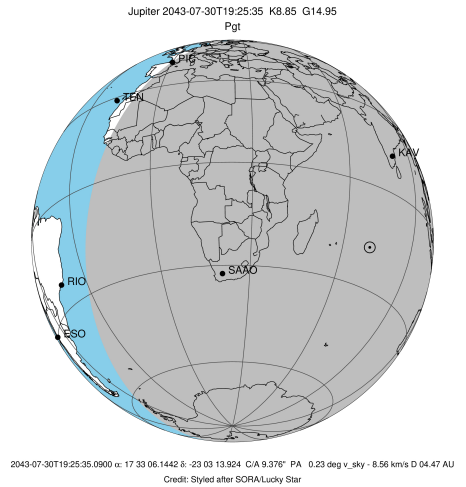 Jupiter 2043-07-30T19:25:35 K8.85 G14.95
Pgt
PIC
TEN
KAV
SAAO
RIO
ESO
2043-07-30T19:25:35.0900 α: 17 33 06.1442 δ: -23 03 13.924 C/A 9.376" PA 0.23 deg v_sky - 8.56 km/s D 04.47 AU
Credit: Styled after SORA/Lucky Star